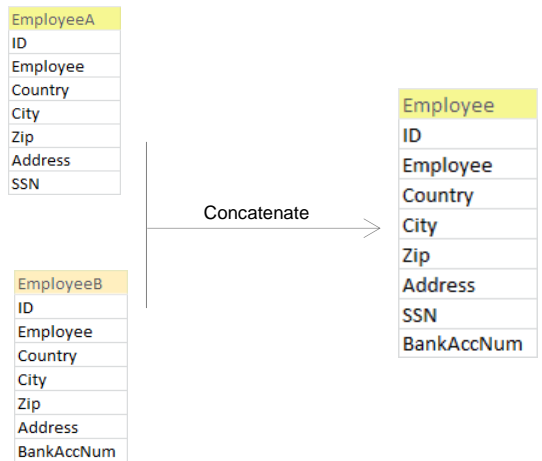 EmployeeA
ID
Employee
Country
City
Zip
Address
SSN
Concatenate
EmployeeB
ID
Employee
Country
City
Zip
Address
BankAccNum
Employee
ID
Employee
Country
City
Zip
Address
SSN
BankAccNum